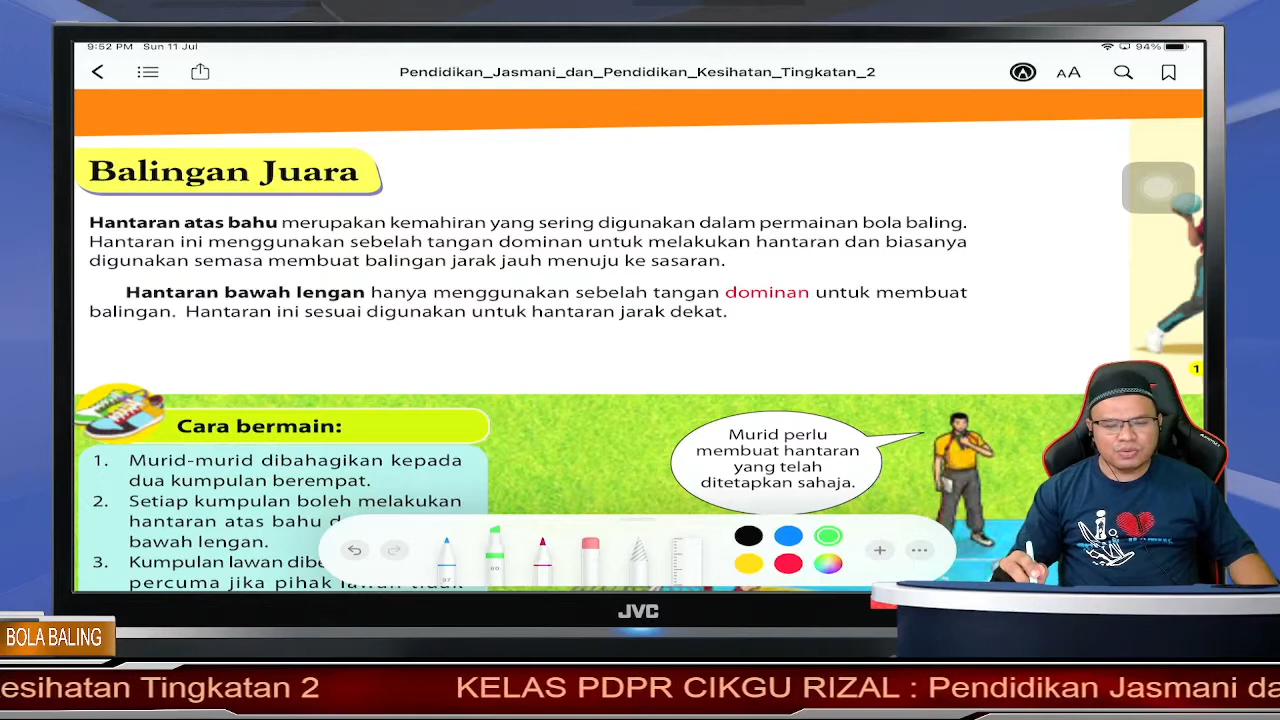 9:52 PM Sun 11 Jul
94%
Pendidikan_Jasmani_dan_Pendidikan_Kesihatan_Tingkatan_2
AA
Balingan Juara
Hantaran atas bahu merupakan kemahiran yang sering digunakan dalam permainan bola baling.
Hantaran ini menggunakan sebelah tangan dominan untuk melakukan hantaran dan biasanya
digunakan semasa membuat balingan jarak jauh menuju ke sasaran.
Hantaran bawah lengan hanya menggunakan sebelah tangan dominan untuk membuat
balingan. Hantaran ini sesuai digunakan untuk hantaran jarak dekat.
1
Cara bermain:
1. Murid-murid dibahagikan kepada
dua kumpulan berempat.
2. Setiap kumpulan boleh melakukan
hantaran atas bahu
bawah lengan.
3. Kumpulan lawan
percuma jika pihak lawan tidak
Murid perlu
membuat hantaran
yang telah
ditetapkan sahaja.
97
80
JVC
BOLA BALING
esihatan Tingkatan 2 KELAS PDPR CIKGU RIZAL : Pendidikan Jasmani da